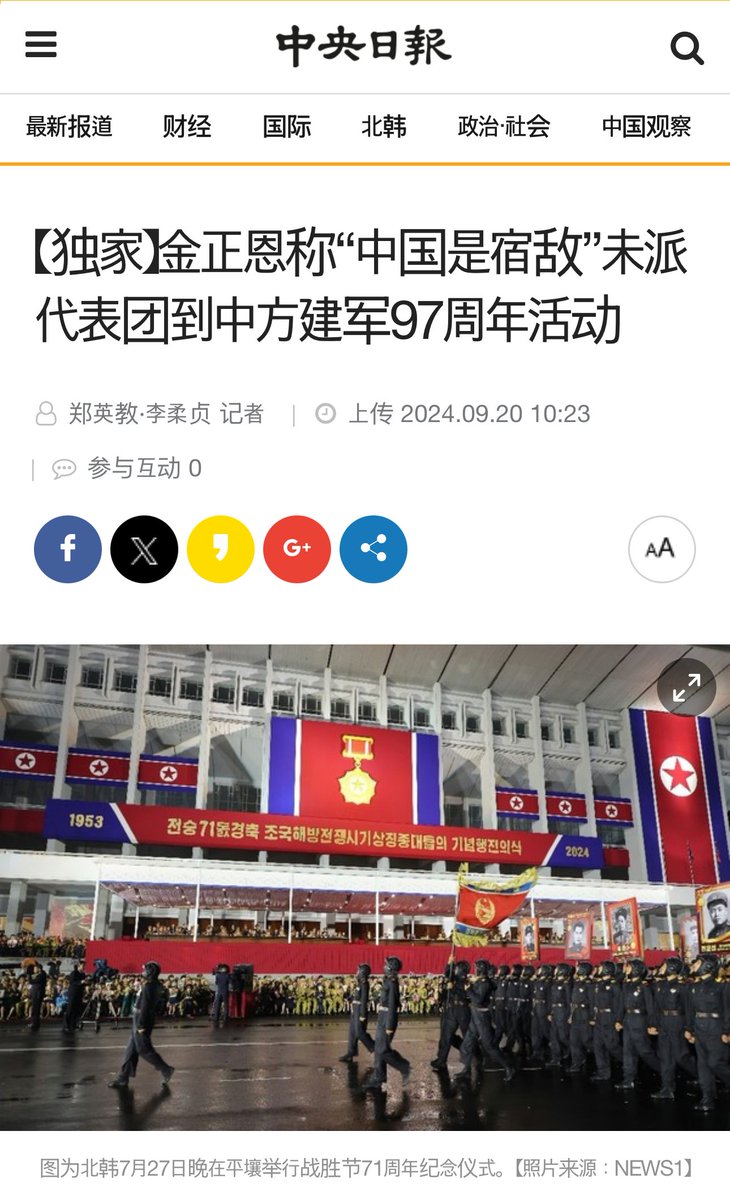 中央日報
最新报道 财经 国际 北韩 政治·社会 中国观察
【独家】金正恩称“中国是宿敌”未派
代表团到中方建军97周年活动
郑英教·李柔贞 记者 | 上传 2024.09.20 10:23
| 参与互动 0
f X G+
AA
1953 전승71돐경축 조국해방전쟁시기상징종대들의 기념행진의식 2024
图为北韩7月27日晚在平壤举行战胜节71周年纪念仪式。【照片来源:NEWS1】